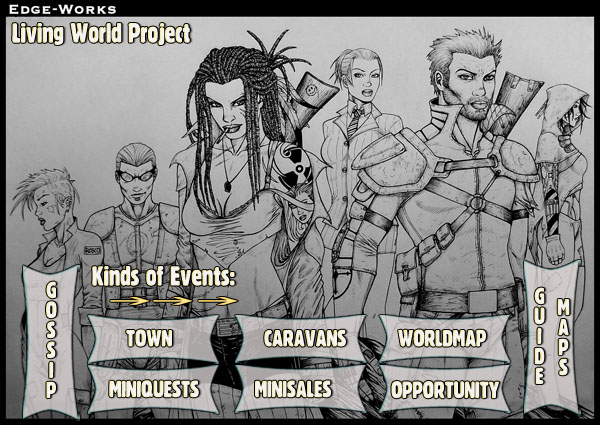 Edge-Works
Living World Project
Kinds of Events:
GOSSIP
TOWN
CARAVANS
WORLDMAP
MINIQUESTS
MINISALES
OPPORTUNITY
GUIDE
MAPS